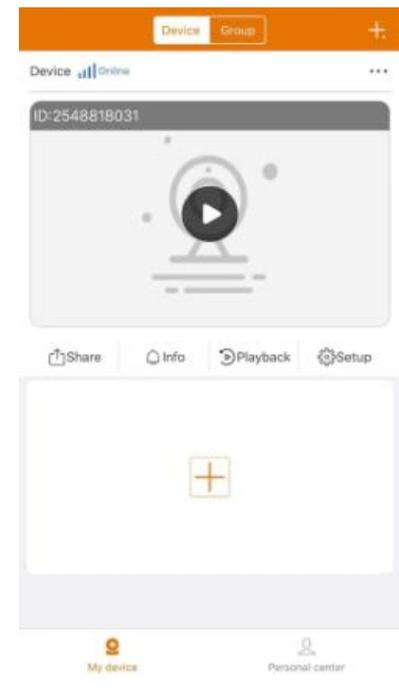 Device Group
Device Online
ID:2548818031
Share Info Playback Setup
My device Personal center